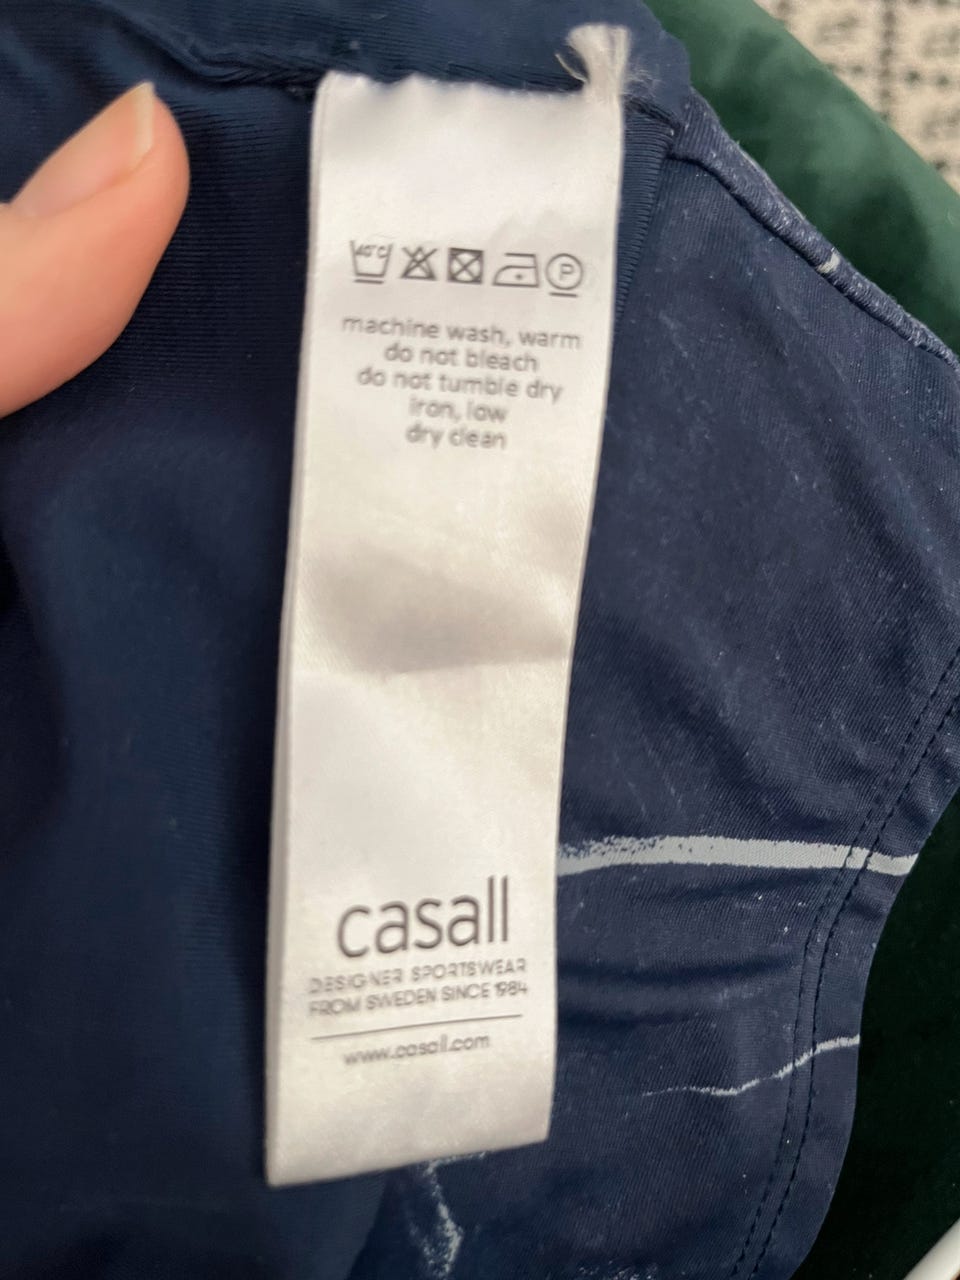 40°C P
machine wash, warm
do not bleach
do not tumble dry
iron, low
dry clean
casall
DESIGNER SPORTSWEAR
FROM SWEDEN SINCE 1984
www.casall.com